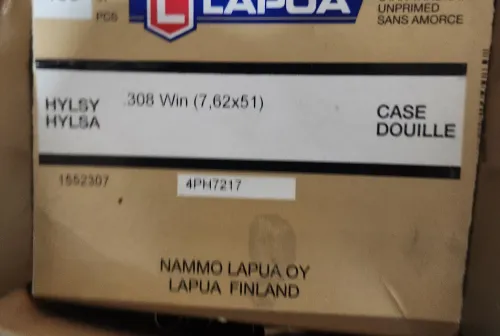 PCS
LAPUA
UNPRIMED
SANS AMORCE
HYLSY
HYLSA
.308 Win (7,62x51)
CASE
DOUILLE
1552307
4PH7217
NAMMO LAPUA OY
LAPUA FINLAND